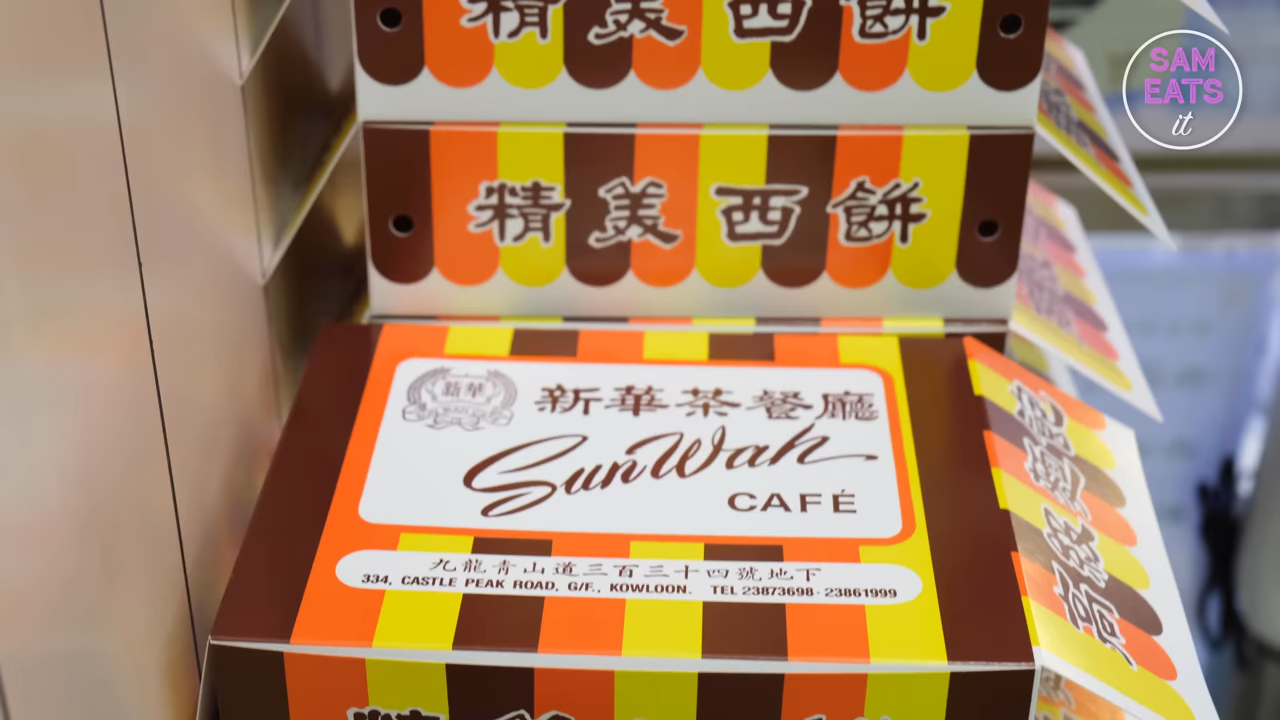 精美西餅
SAM
EATS
it
精美西餅
新華
新華茶餐廳
Sun Wah
CAFÉ
九龍青山道三百三十四號地下
334, CASTLE PEAK ROAD, G/F., KOWLOON. TEL 23873698 · 23861999